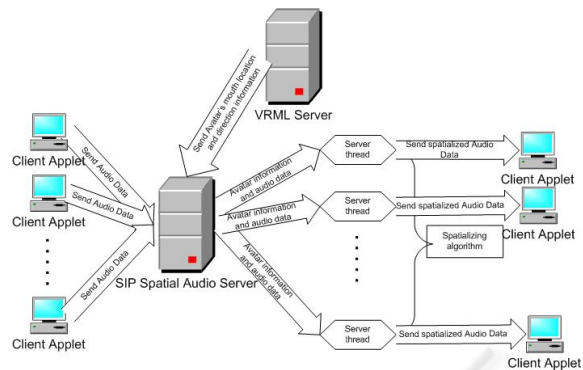 VRML Server
Send Avatar's mouth location
and direction information
Client Applet
Send Audio Data
Client Applet
Send Audio Data
Client Applet
Send Audio Data
SIP Spatial Audio Server
Avatar information
and audio data
Avatar information
and audio data
Avatar information
and audio data
Server
thread
Send spatialized Audio
Data
Client Applet
Server
thread
Send spatialized Audio Data
Client Applet
Spatializing
algorithm
Server
thread
Send spatialized Audio Data
Client Applet